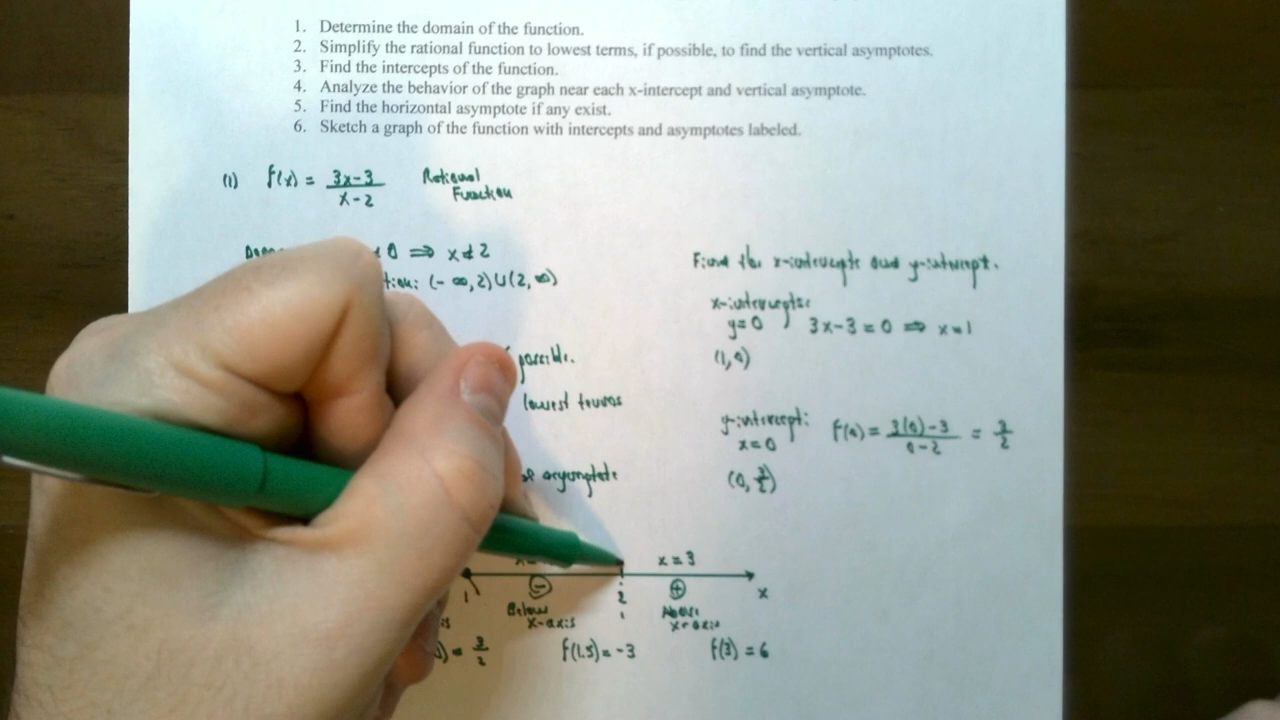 1. Determine the domain of the function.
2. Simplify the rational function to lowest terms, if possible, to find the vertical asymptotes.
3. Find the intercepts of the function.
4. Analyze the behavior of the graph near each x-intercept and vertical asymptote.
5. Find the horizontal asymptote if any exist.
6. Sketch a graph of the function with intercepts and asymptotes labeled.
(1) f(x) = 3x-3 / x-2 Rational
Function
0 ⇒ x ≠ 2
(-∞,2)∪(2,∞)
possible.
lowest terms
asymptote
Find the x-intercepts and y-intercept.
x-intercepts:
y=0, 3x-3=0 ⇒ x=1
(1,0)
y-intercept:
x=0 f(0) = 3(0)-3 / 0-2 = 3/2
(0, 3/2)
x = 3
1 - 2 + x
Below Above
x-axis x-axis
= 3/2 f(1.5) = -3 f(3) = 6